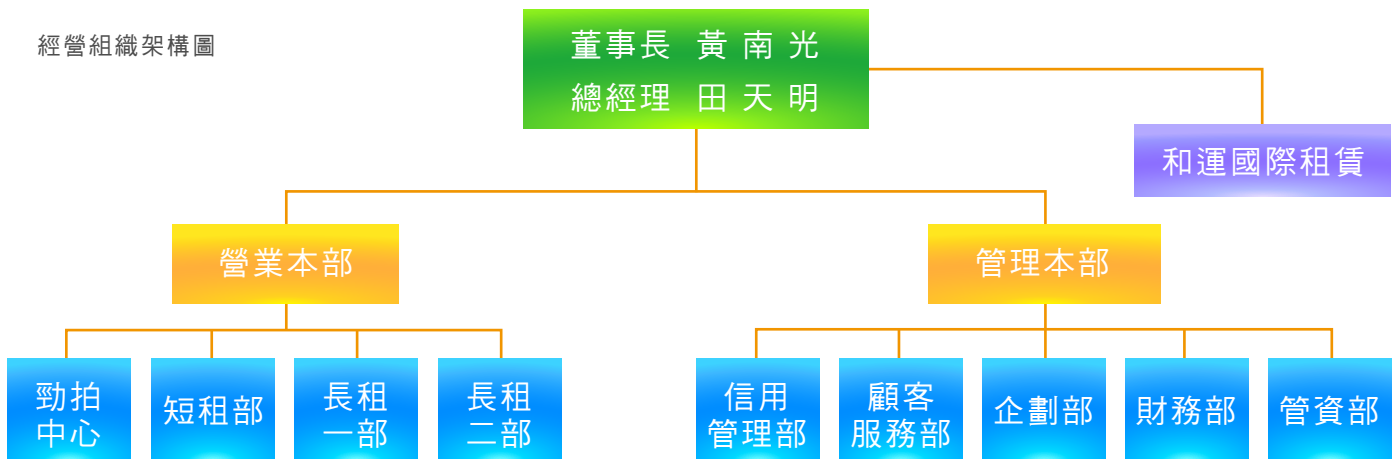 經營組織架構圖
董事長 黃南光
總經理 田天明
和運國際租賃
營業本部
管理本部
勁拍
中心
短租部
長租
一部
長租
二部
信用
管理部
顧客
服務部
企劃部
財務部
管資部